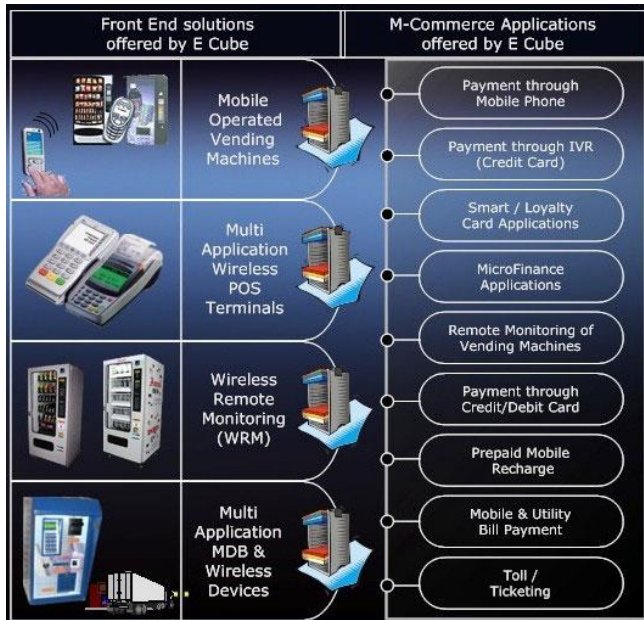 Front End solutions
offered by E Cube
M-Commerce Applications
offered by E Cube
Mobile
Operated
Vending
Machines
Multi
Application
Wireless
POS
Terminals
Wireless
Remote
Monitoring
(WRM)
Multi
Application
MDB &
Wireless
Devices
Payment through
Mobile Phone
Payment through IVR
(Credit Card)
Smart / Loyalty
Card Applications
MicroFinance
Applications
Remote Monitoring of
Vending Machines
Payment through
Credit/Debit Card
Prepaid Mobile
Recharge
Mobile & Utility
Bill Payment
Toll /
Ticketing